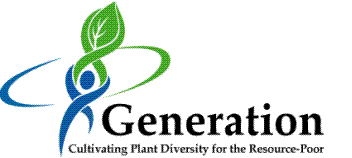 Generation
Cultivating Plant Diversity for the Resource-Poor